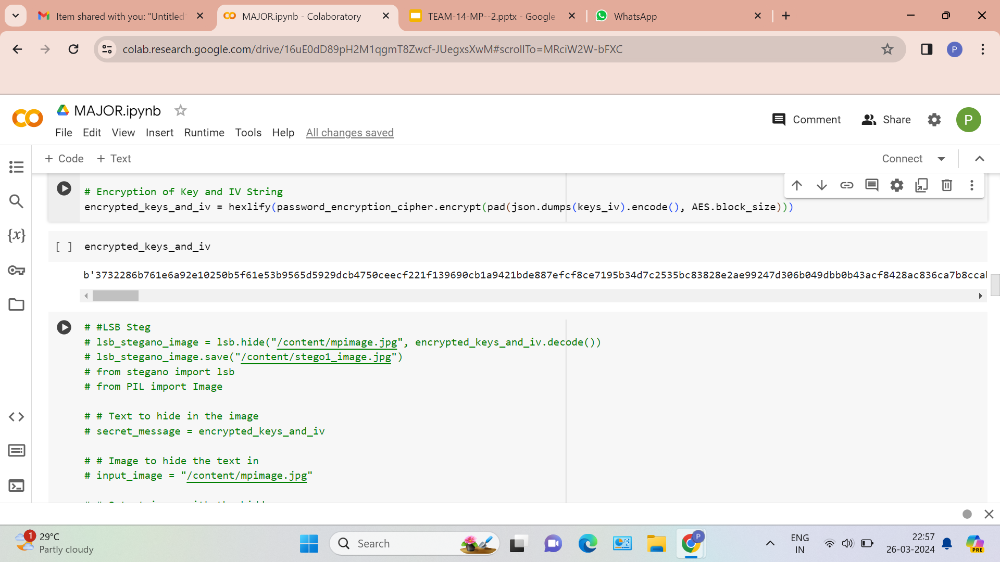 Item shared with you: "Untitled
MAJOR.ipynb - Colaboratory
TEAM-14-MP--2.pptx - Google
WhatsApp
colab.research.google.com/drive/16uE0dD89pH2M1qgmT8Zwcf-JUegxsXwM#scrollTo=MRciW2W-bFXC
P
MAJOR.ipynb
Comment
Share
P
File Edit View Insert Runtime Tools Help All changes saved
+ Code + Text
Connect
# Encryption of Key and IV String
encrypted_keys_and_iv = hexlify(password_encryption_cipher.encrypt(pad(json.dumps(keys_iv).encode(), AES.block_size)))
[ ] encrypted_keys_and_iv
b'3732286b761e6a92e10250b5f61e53b9565d5929dcb4750ceecf221f139690cb1a9421bde887efcf8ce7195b34d7c2535bc83828e2ae99247d306b049dbb0b43acf8428ac836ca7b8cca
{x}
# #LSB Steg
# lsb_stegano_image = lsb.hide("/content/mpimage.jpg", encrypted_keys_and_iv.decode())
# lsb_stegano_image.save("/content/stego1_image.jpg")
# from stegano import lsb
# from PIL import Image
# # Text to hide in the image
# secret_message = encrypted_keys_and_iv
# # Image to hide the text in
# input_image = "/content/mpimage.jpg"
1
29°C
Partly cloudy
Search
P
ENG
IN
22:57
26-03-2024
PRE